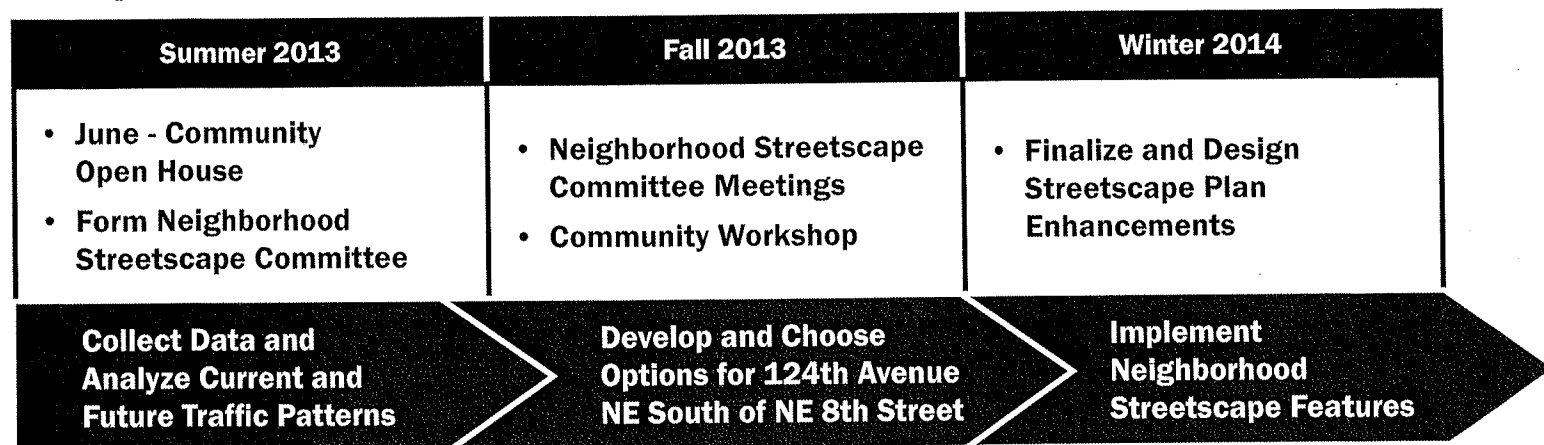 Summer 2013
Fall 2013
Winter 2014
• June - Community
Open House
• Form Neighborhood
Streetscape Committee
• Neighborhood Streetscape
Committee Meetings
• Community Workshop
• Finalize and Design
Streetscape Plan
Enhancements
Collect Data and
Analyze Current and
Future Traffic Patterns
Develop and Choose
Options for 124th Avenue
NE South of NE 8th Street
Implement
Neighborhood
Streetscape Features